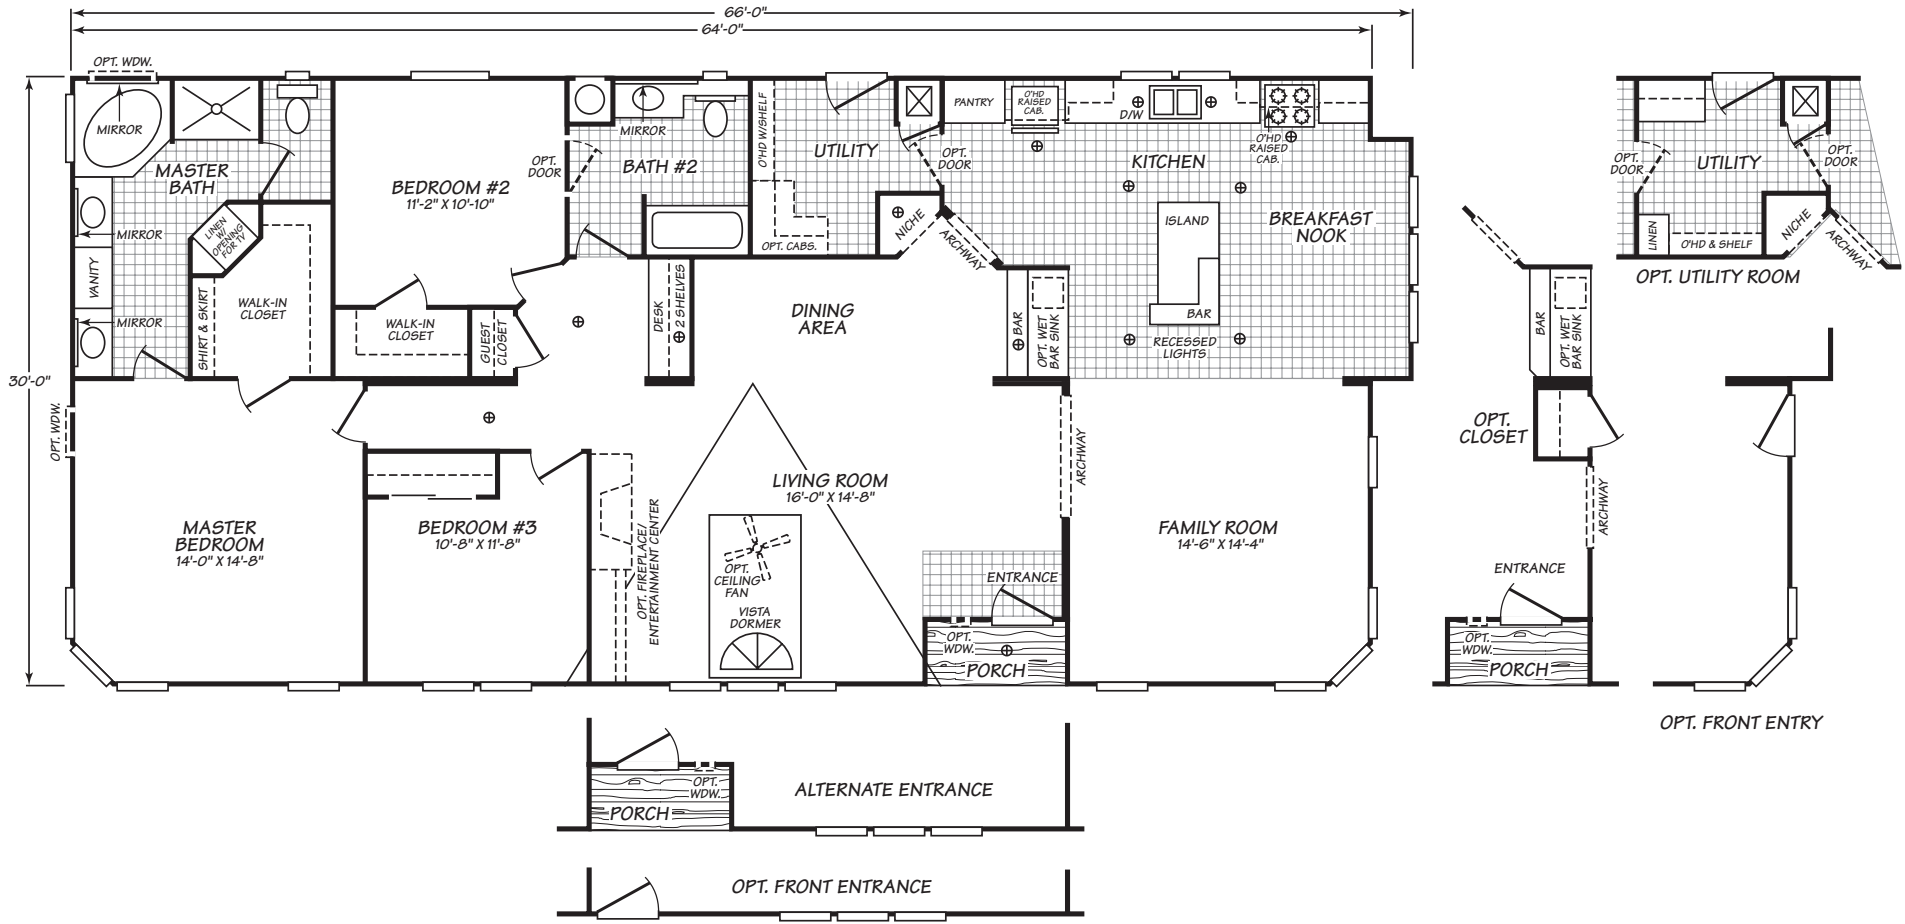 66'-0"
64'-0"
30'-0"
OPT. WDW.
MIRROR
MASTER
BATH
MIRROR
LINEN
W/
OPENING
FOR TV
VANITY
MIRROR
SHIRT & SKIRT
WALK-IN
CLOSET
BEDROOM #2
11'-2" X 10'-10"
WALK-IN
CLOSET
GUEST
CLOSET
OPT.
DOOR
MIRROR
BATH #2
DESK
2 SHELVES
O'HD W/SHELF
UTILITY
OPT. CABS.
OPT.
DOOR
NICHE
ARCHWAY
DINING
AREA
PANTRY
O'HD
RAISED
CAB.
D/W
O'HD
RAISED
CAB.
KITCHEN
ISLAND
BAR
BREAKFAST
NOOK
RECESSED
LIGHTS
BAR
OPT. WET
BAR SINK
OPT. WDW.
MASTER
BEDROOM
14'-0" X 14'-8"
BEDROOM #3
10'-8" X 11'-8"
OPT. FIREPLACE/
ENTERTAINMENT CENTER
LIVING ROOM
16'-0" X 14'-8"
OPT.
CEILING
FAN
VISTA
DORMER
ARCHWAY
ENTRANCE
OPT.
WDW.
PORCH
FAMILY ROOM
14'-6" X 14'-4"
OPT.
DOOR
UTILITY
OPT.
DOOR
LINEN
O'HD & SHELF
NICHE
ARCHWAY
OPT. UTILITY ROOM
BAR
OPT. WET
BAR SINK
OPT.
CLOSET
ARCHWAY
ENTRANCE
OPT.
WDW.
PORCH
OPT. FRONT ENTRY
OPT.
WDW.
PORCH
ALTERNATE ENTRANCE
OPT. FRONT ENTRANCE